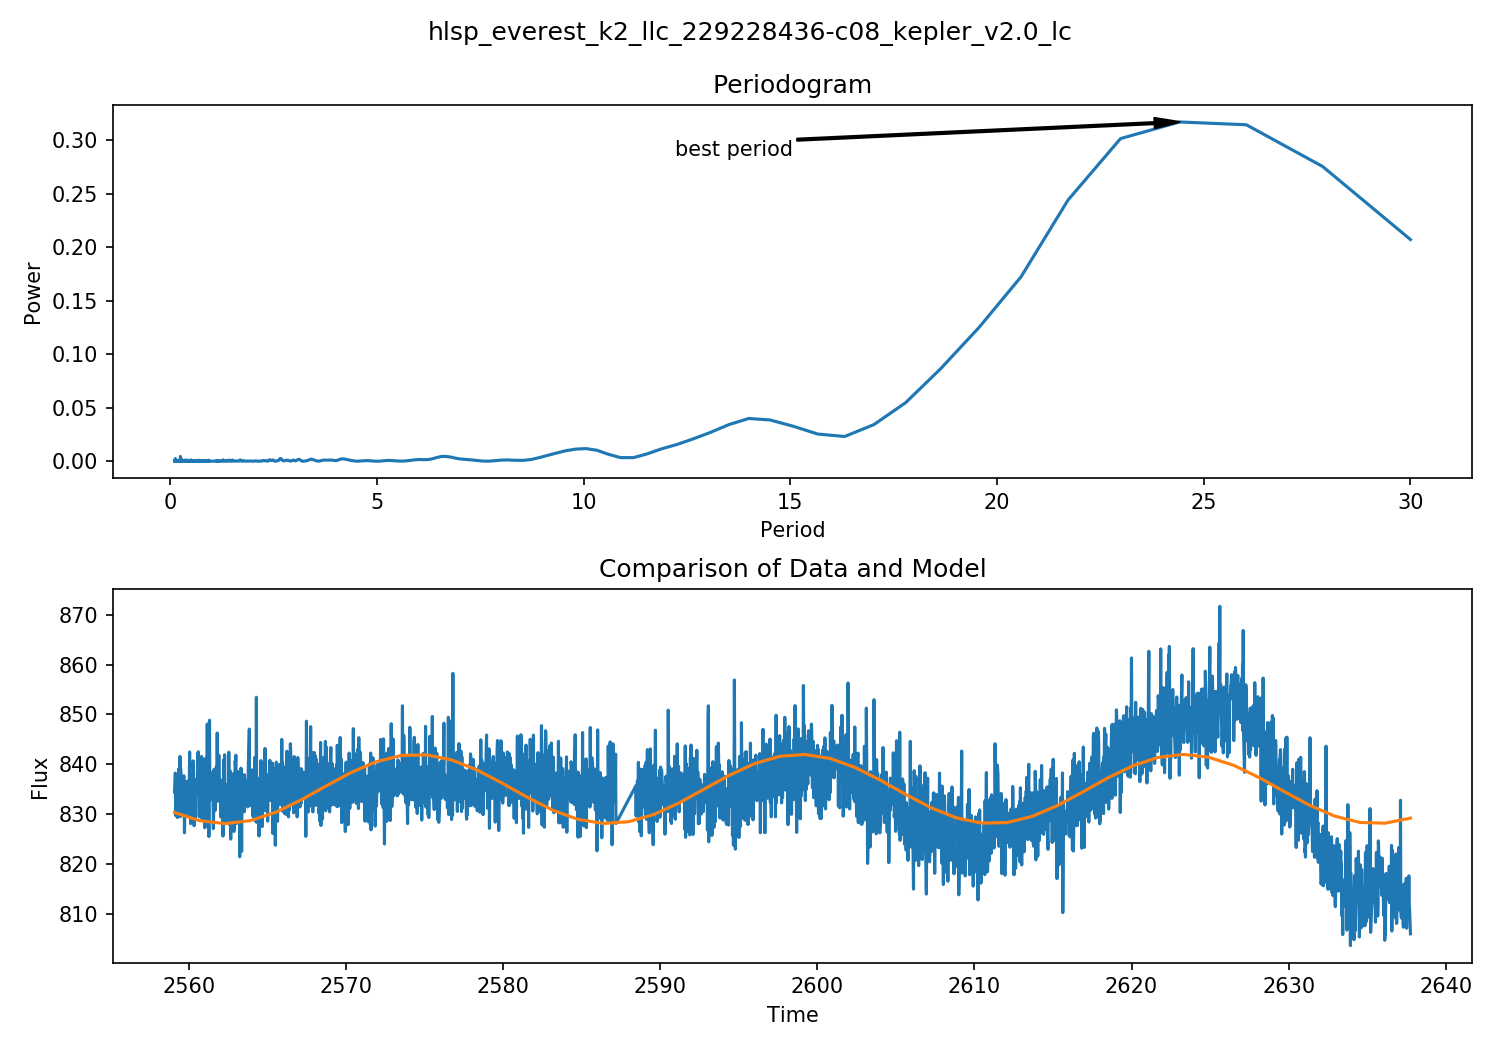 hlsp_everest_k2_llc_229228436-c08_kepler_v2.0_lc
Periodogram
0.30
0.25
0.20
0.15
0.10
0.05
0.00
Power
best period
0 5 10 15 20 25 30
Period
Comparison of Data and Model
870
860
850
840
830
820
810
Flux
2560 2570 2580 2590 2600 2610 2620 2630 2640
Time